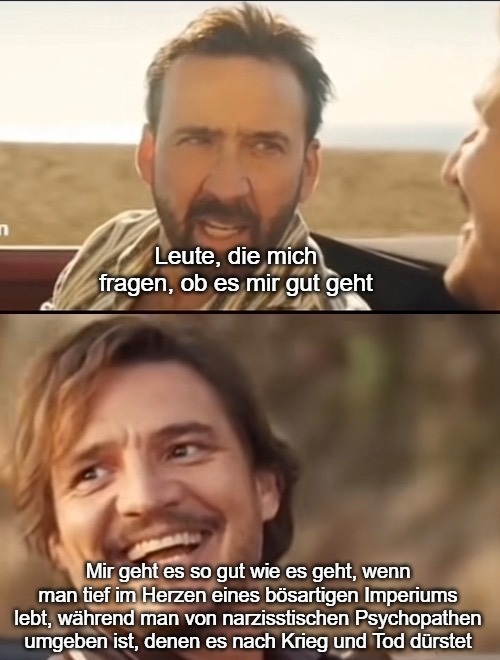 n
Leute, die mich
fragen, ob es mir gut geht
Mir geht es so gut wie es geht, wenn
man tief im Herzen eines bösartigen Imperiums
lebt, während man von narzisstischen Psychopathen
umgeben ist, denen es nach Krieg und Tod dürstet